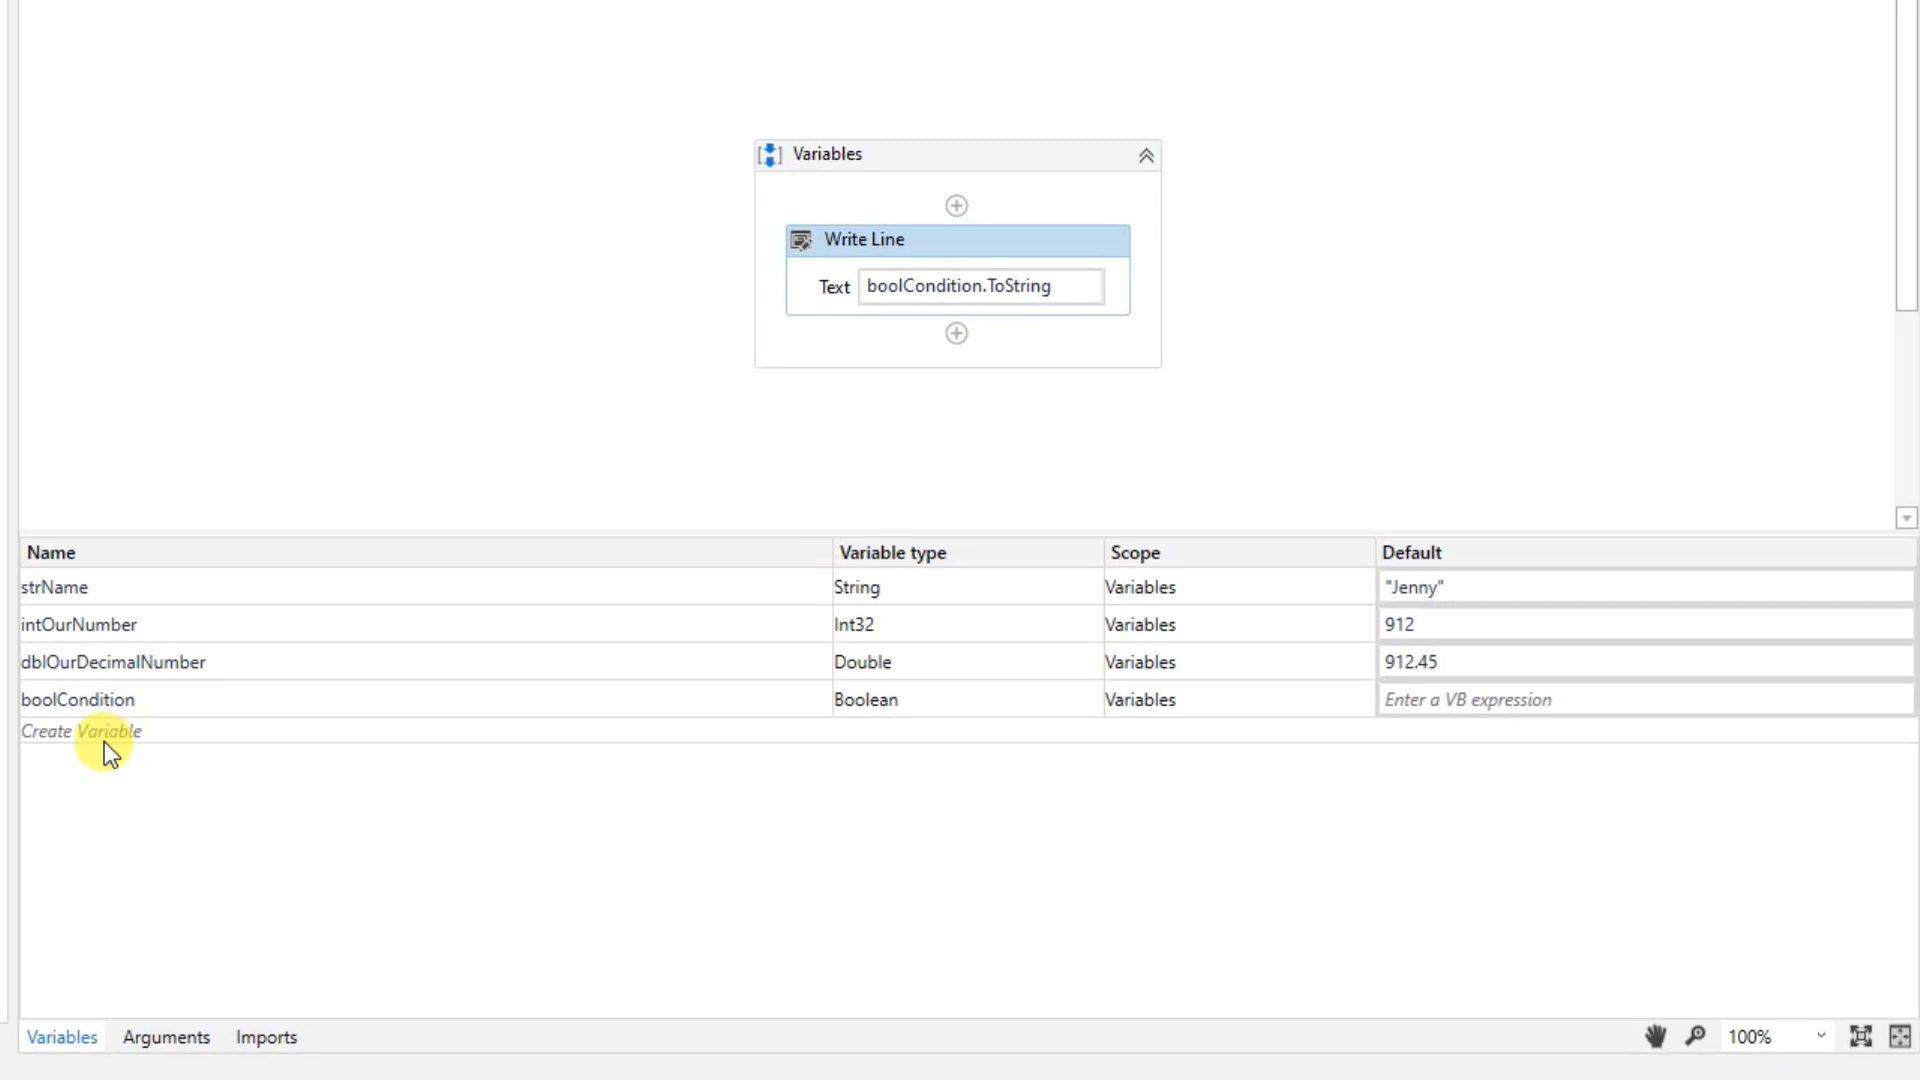 Variables
Write Line
Text boolCondition.ToString
Name Variable type Scope Default
strName String Variables "Jenny"
intOurNumber Int32 Variables 912
dblOurDecimalNumber Double Variables 912.45
boolCondition Boolean Variables Enter a VB expression
Create Variable
Variables Arguments Imports 100%